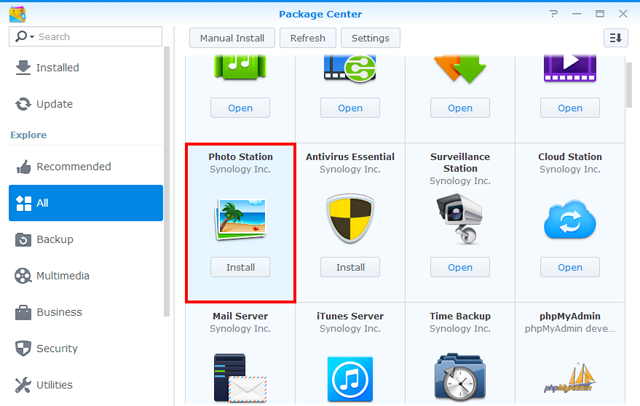 Package Center
Search
Manual Install
Refresh
Settings
Installed
Update
Explore
Recommended
All
Backup
Multimedia
Business
Security
Utilities
Open
Open
Open
Open
Photo Station
Synology Inc.
Install
Antivirus Essential
Synology Inc.
Install
Surveillance
Station
Synology Inc.
Open
Cloud Station
Synology Inc.
Open
Mail Server
Synology Inc.
iTunes Server
Synology Inc.
Time Backup
Synology Inc.
phpMyAdmin
phpMyAdmin deve...
phpMyAdmin